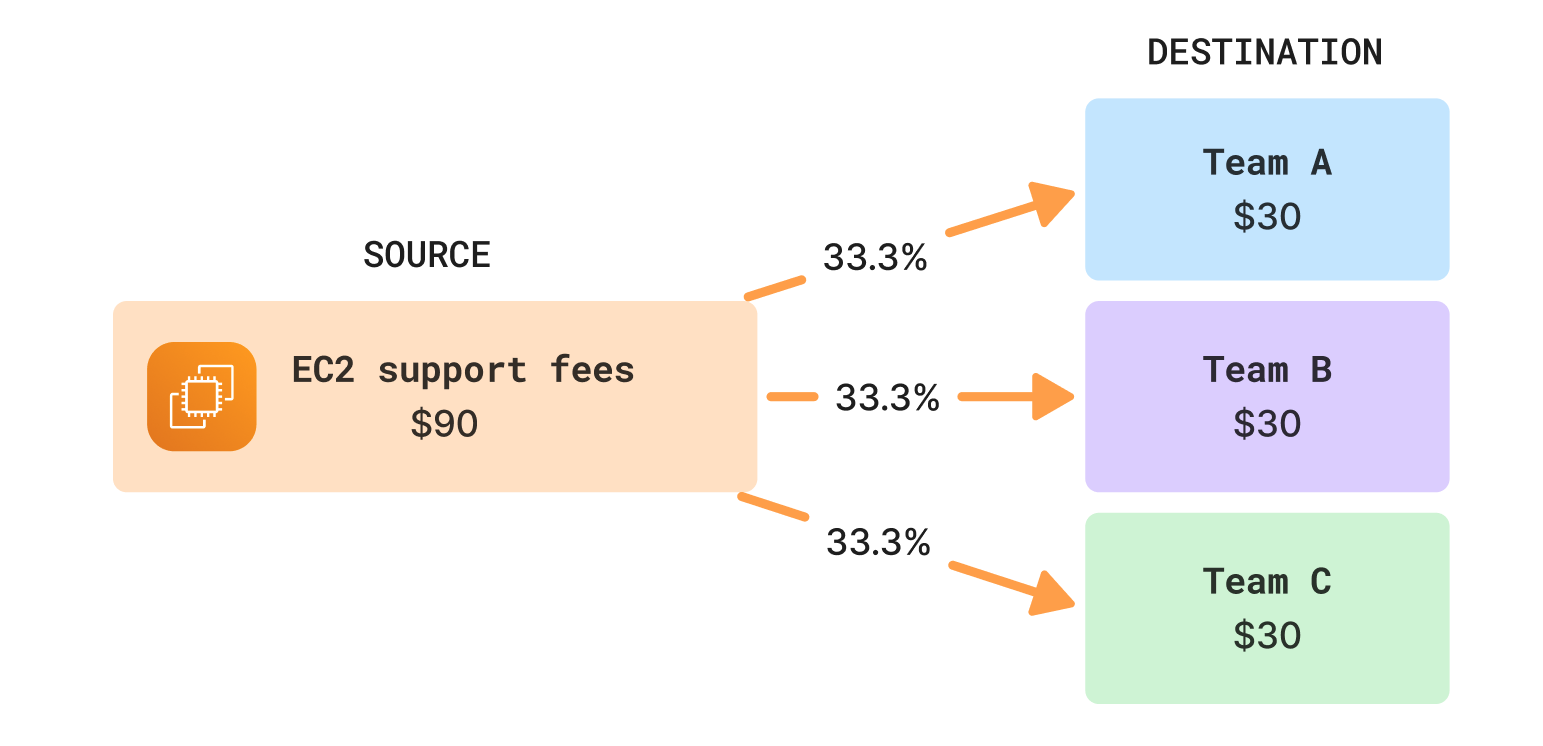 SOURCE
EC2 support fees
$90
33.3%
33.3%
33.3%
DESTINATION
Team A
$30
Team B
$30
Team C
$30